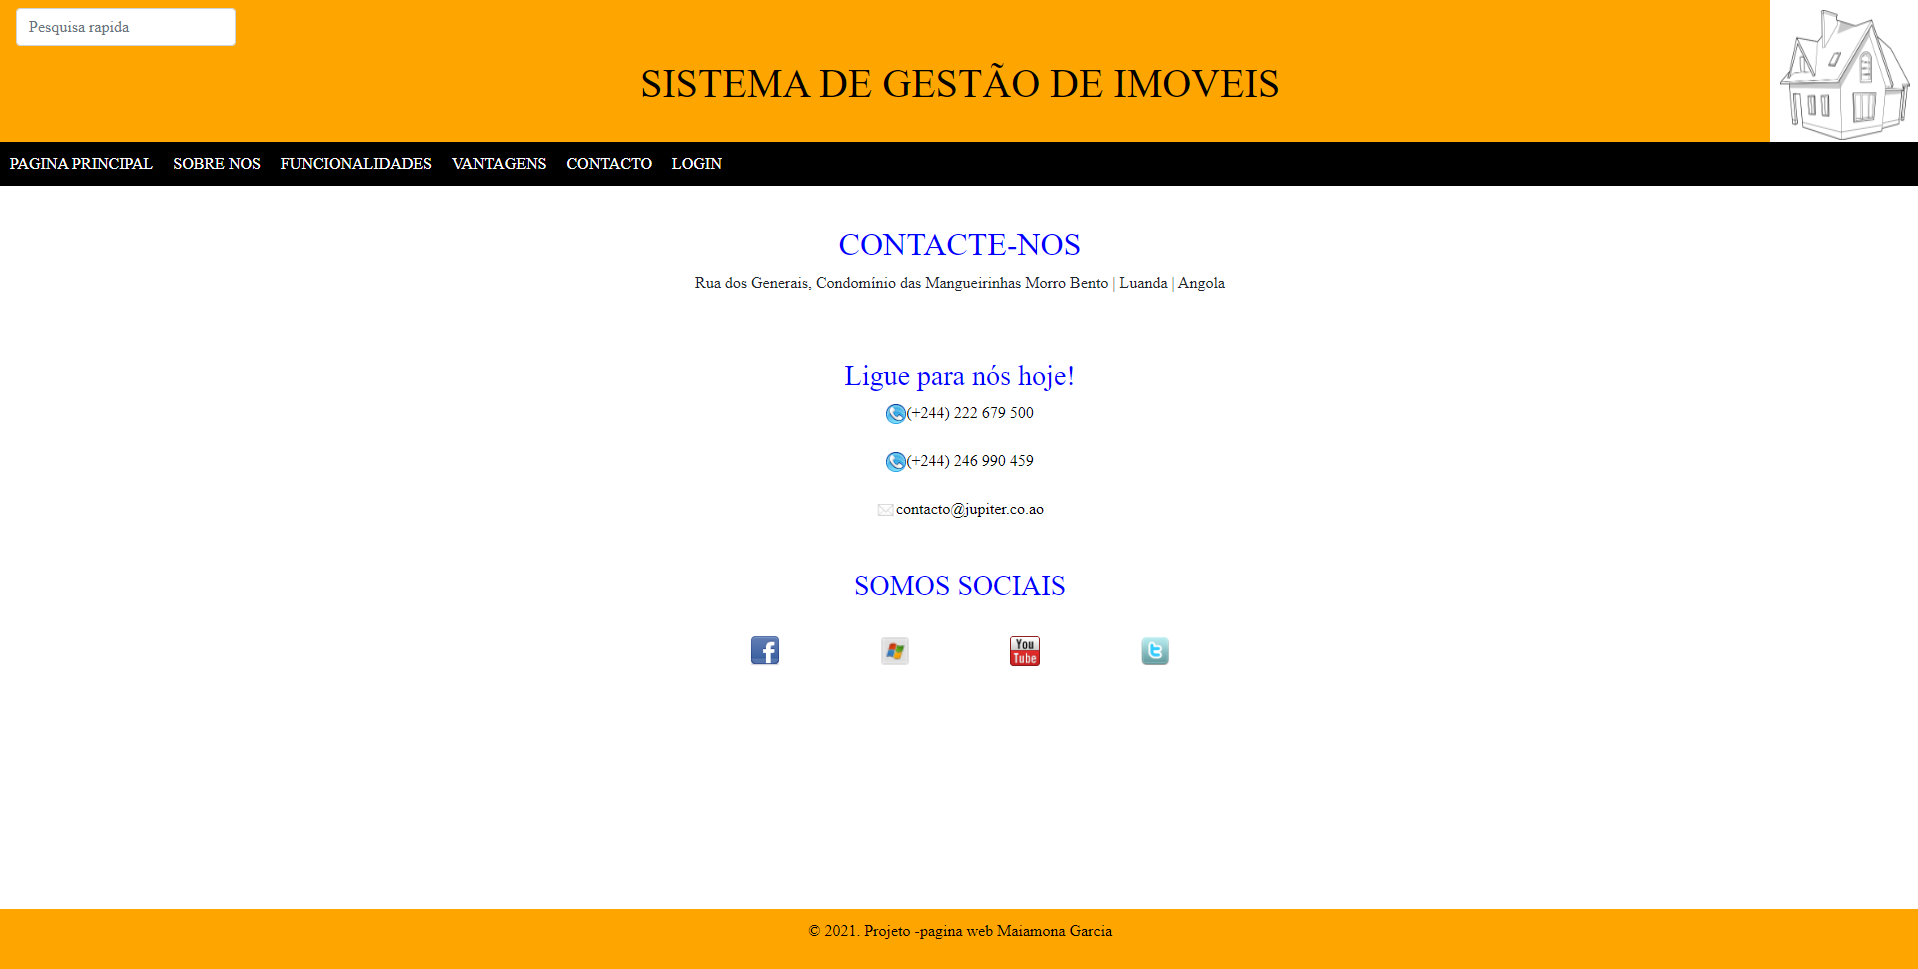 Pesquisa rapida
SISTEMA DE GESTÃO DE IMOVEIS
PAGINA PRINCIPAL SOBRE NOS FUNCIONALIDADES VANTAGENS CONTACTO LOGIN
CONTACTE-NOS
Rua dos Generais, Condomínio das Mangueirinhas Morro Bento | Luanda | Angola
Ligue para nós hoje!
(+244) 222 679 500
(+244) 246 990 459
contacto@jupiter.co.ao
SOMOS SOCIAIS
You
Tube
© 2021. Projeto -pagina web Maiamona Garcia